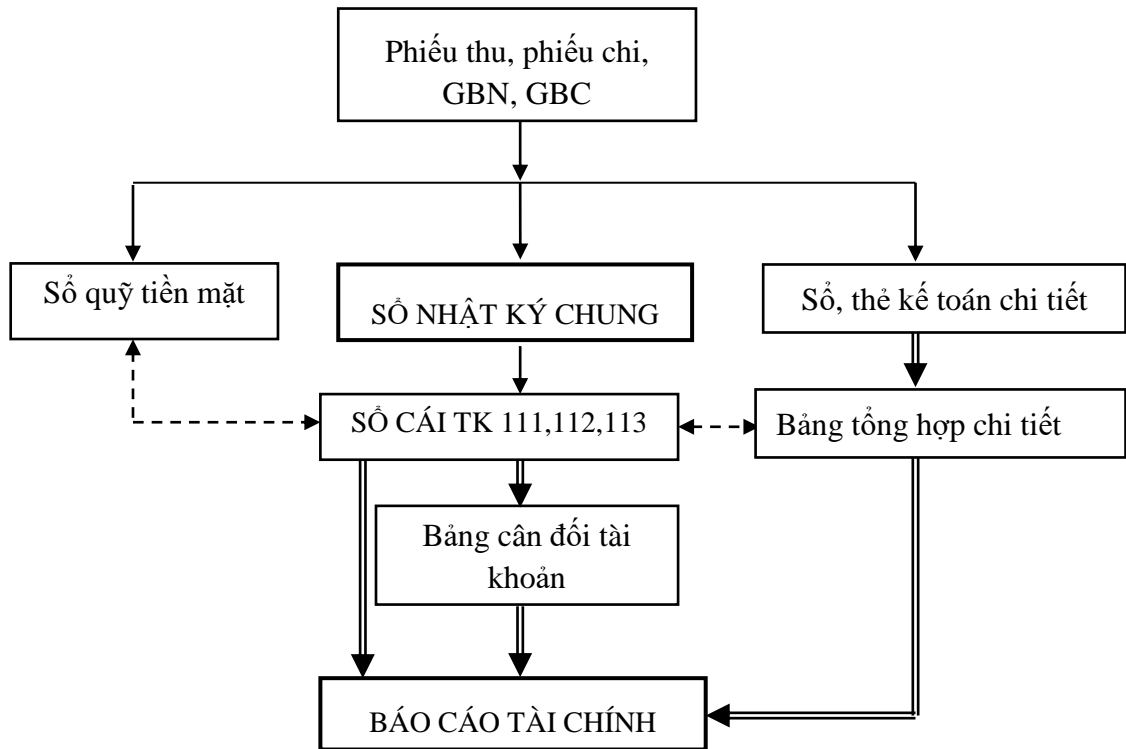 Phiếu thu, phiếu chi,
GBN, GBC
Sổ quỹ tiền mặt
SỔ NHẬT KÝ CHUNG
Sổ, thẻ kế toán chi tiết
SỔ CÁI TK 111,112,113
Bảng tổng hợp chi tiết
Bảng cân đối tài
khoản
BÁO CÁO TÀI CHÍNH